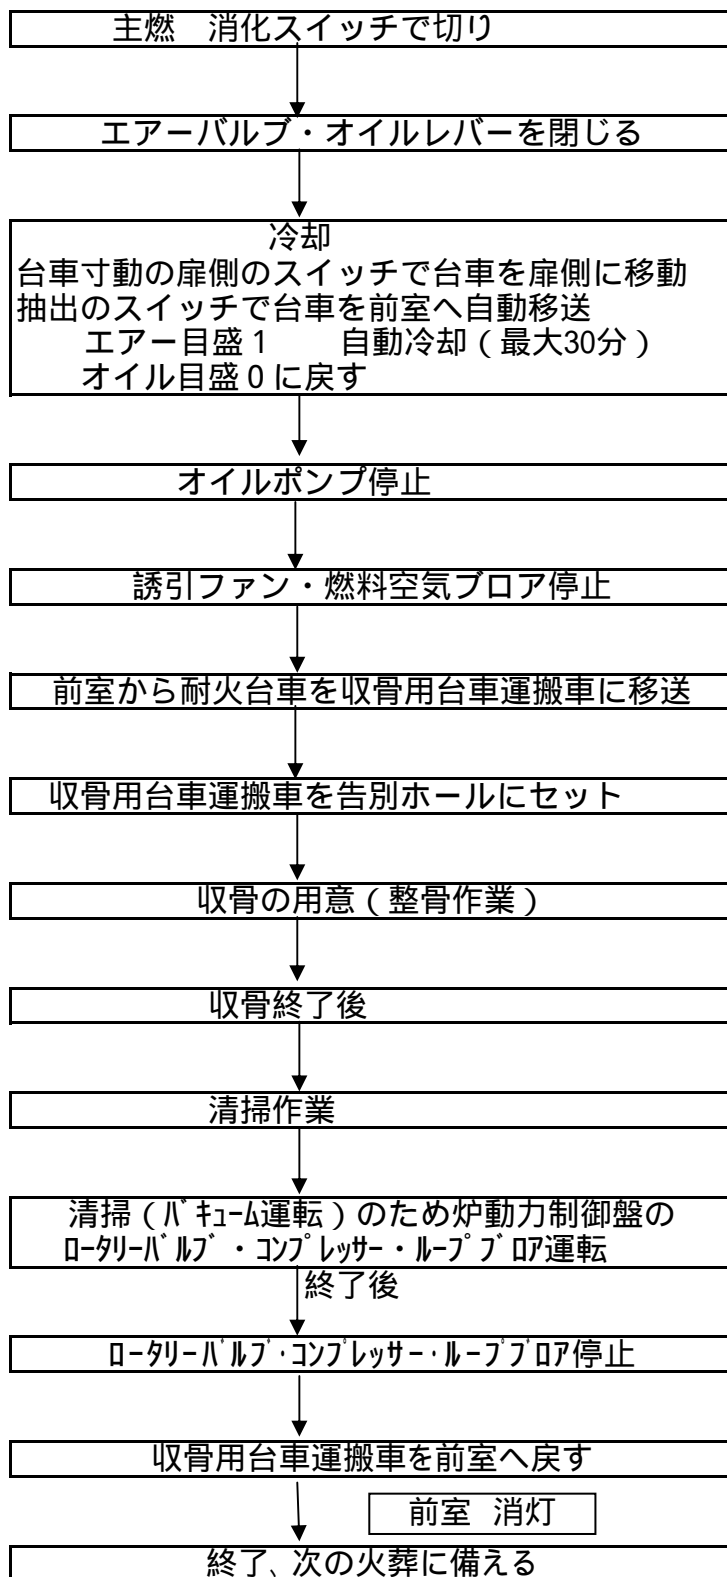 主燃　消化スイッチで切り
エアーバルブ・オイルレバーを閉じる
冷却
台車寸動の扉側のスイッチで台車を扉側に移動
抽出のスイッチで台車を前室へ自動移送
エアー目盛１　　自動冷却（最大30分）
オイル目盛０に戻す
オイルポンプ停止
誘引ファン・燃料空気ブロア停止
前室から耐火台車を収骨用台車運搬車に移送
収骨用台車運搬車を告別ホールにセット
収骨の用意（整骨作業）
収骨終了後
清掃作業
清掃（ﾊﾞｷｭｰﾑ運転）のため炉動力制御盤の
ﾛｰﾀﾘｰﾊﾞﾙﾌﾞ・ｺﾝﾌﾟﾚｯｻｰ・ﾙｰﾌﾟﾌﾞﾛｱ運転
終了後
ﾛｰﾀﾘｰﾊﾞﾙﾌﾞ･ｺﾝﾌﾟﾚｯｻｰ･ﾙｰﾌﾟﾌﾞﾛｱ停止
収骨用台車運搬車を前室へ戻す
前室 消灯
終了、次の火葬に備える